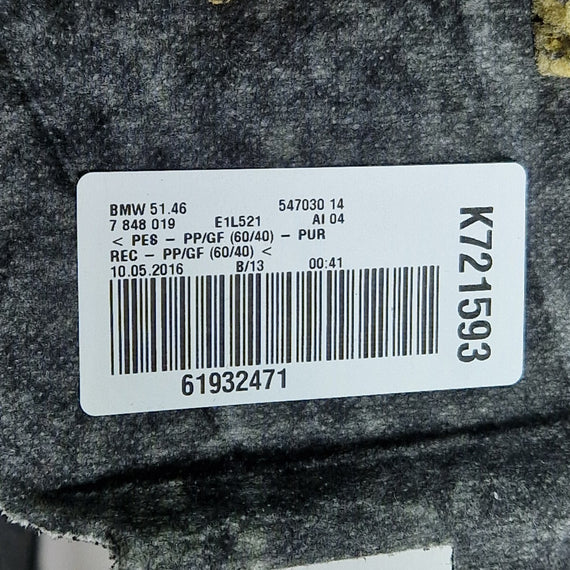 BMW 51.46 547030 14
7 848 019 E1L521 AI 04
< PES – PP/GF (60/40) – PUR
REC – PP/GF (60/40) <
10.05.2016 B/13 00:41
61932471
K721593